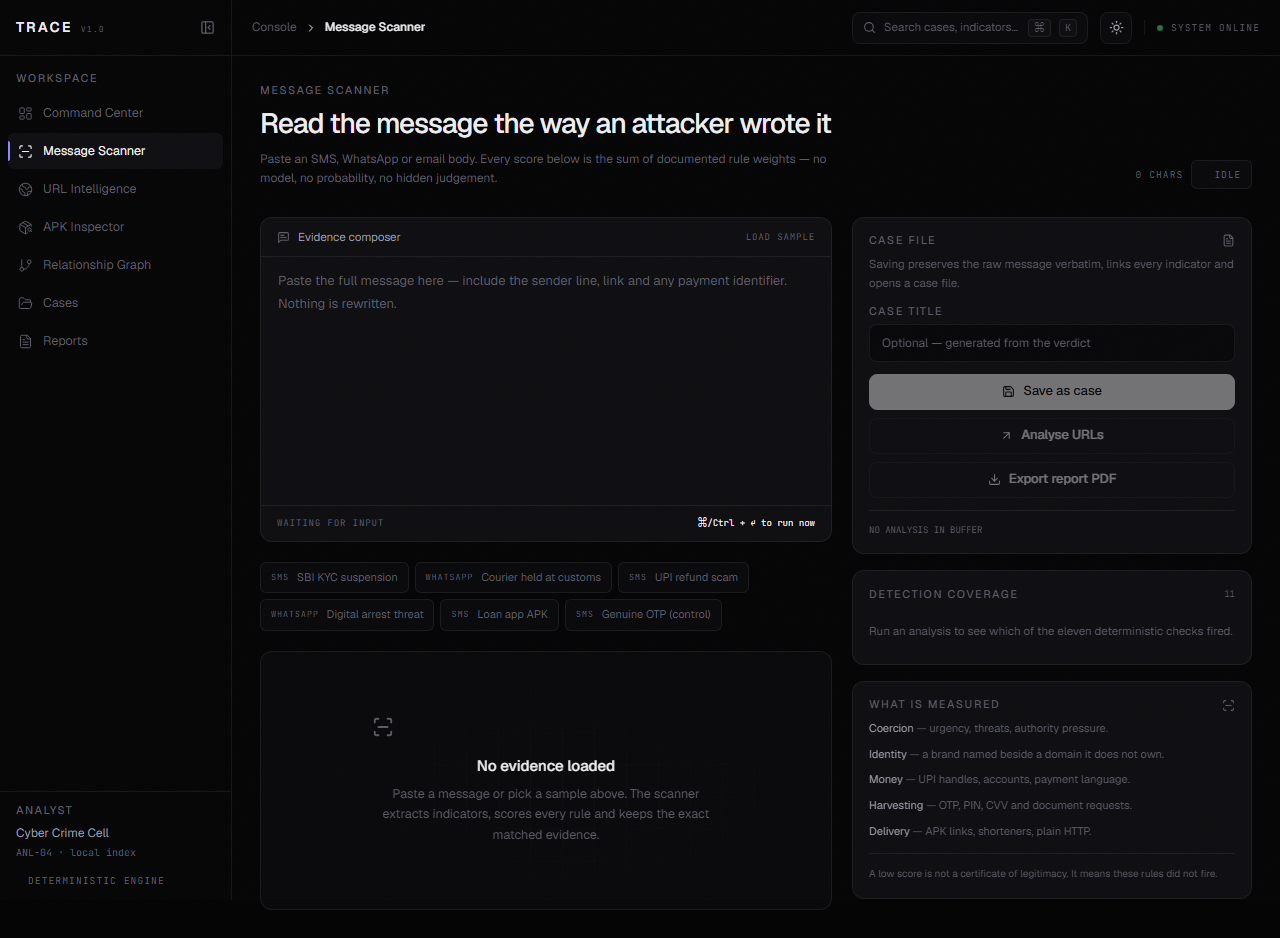 TRACE V1.0
WORKSPACE
Command Center
Message Scanner
URL Intelligence
APK Inspector
Relationship Graph
Cases
Reports
ANALYST
Cyber Crime Cell
ANL-04 · local index
DETERMINISTIC ENGINE
Console > Message Scanner
Search cases, indicators... ⌘ K
SYSTEM ONLINE
MESSAGE SCANNER
Read the message the way an attacker wrote it
Paste an SMS, WhatsApp or email body. Every score below is the sum of documented rule weights — no
model, no probability, no hidden judgement.
0 CHARS IDLE
Evidence composer LOAD SAMPLE
Paste the full message here — include the sender line, link and any payment identifier.
Nothing is rewritten.
WAITING FOR INPUT ⌘/Ctrl + ↵ to run now
SMS SBI KYC suspension
WHATSAPP Courier held at customs
SMS UPI refund scam
WHATSAPP Digital arrest threat
SMS Loan app APK
SMS Genuine OTP (control)
No evidence loaded
Paste a message or pick a sample above. The scanner
extracts indicators, scores every rule and keeps the exact
matched evidence.
CASE FILE
Saving preserves the raw message verbatim, links every indicator and
opens a case file.
CASE TITLE
Optional — generated from the verdict
Save as case
Analyse URLs
Export report PDF
NO ANALYSIS IN BUFFER
DETECTION COVERAGE 11
Run an analysis to see which of the eleven deterministic checks fired.
WHAT IS MEASURED
Coercion — urgency, threats, authority pressure.
Identity — a brand named beside a domain it does not own.
Money — UPI handles, accounts, payment language.
Harvesting — OTP, PIN, CVV and document requests.
Delivery — APK links, shorteners, plain HTTP.
A low score is not a certificate of legitimacy. It means these rules did not fire.